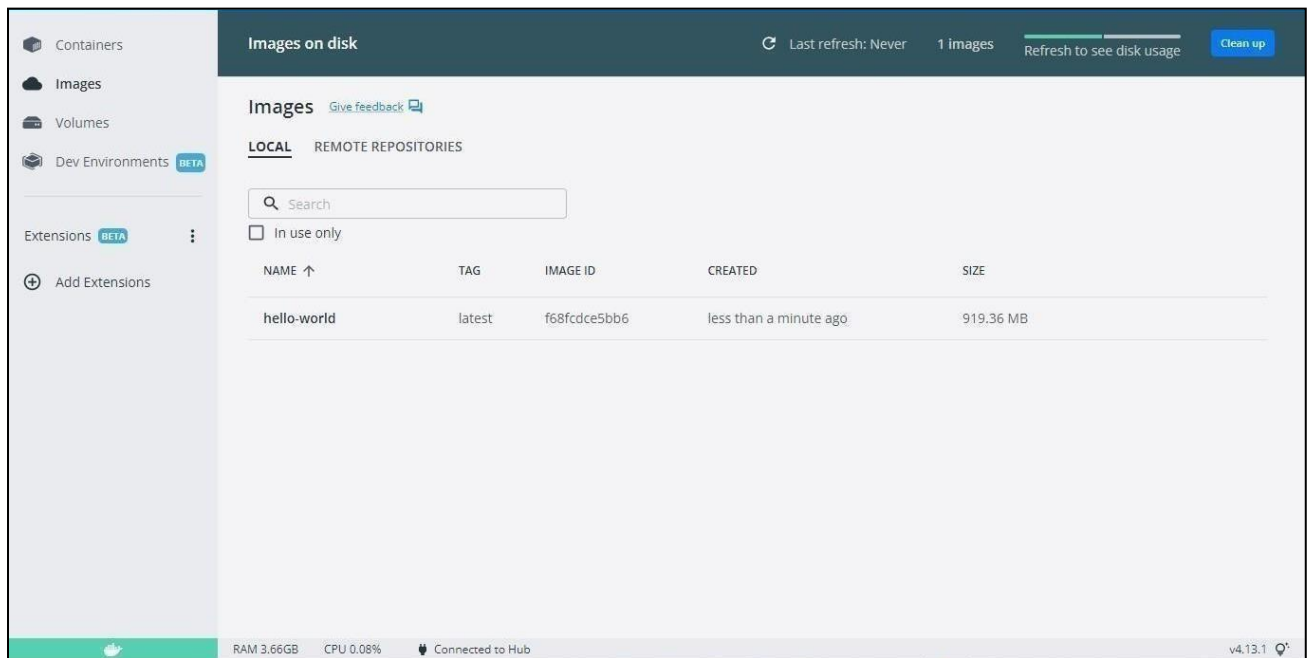 Containers
Images
Volumes
Dev Environments BETA
Extensions BETA
Add Extensions
Images on disk
Last refresh: Never
1 images
Refresh to see disk usage
Clean up
Images Give feedback
LOCAL REMOTE REPOSITORIES
Search
In use only
NAME TAG IMAGE ID CREATED SIZE
hello-world latest f68fcdce5bb6 less than a minute ago 919.36 MB
RAM 3.66GB CPU 0.08% Connected to Hub v4.13.1